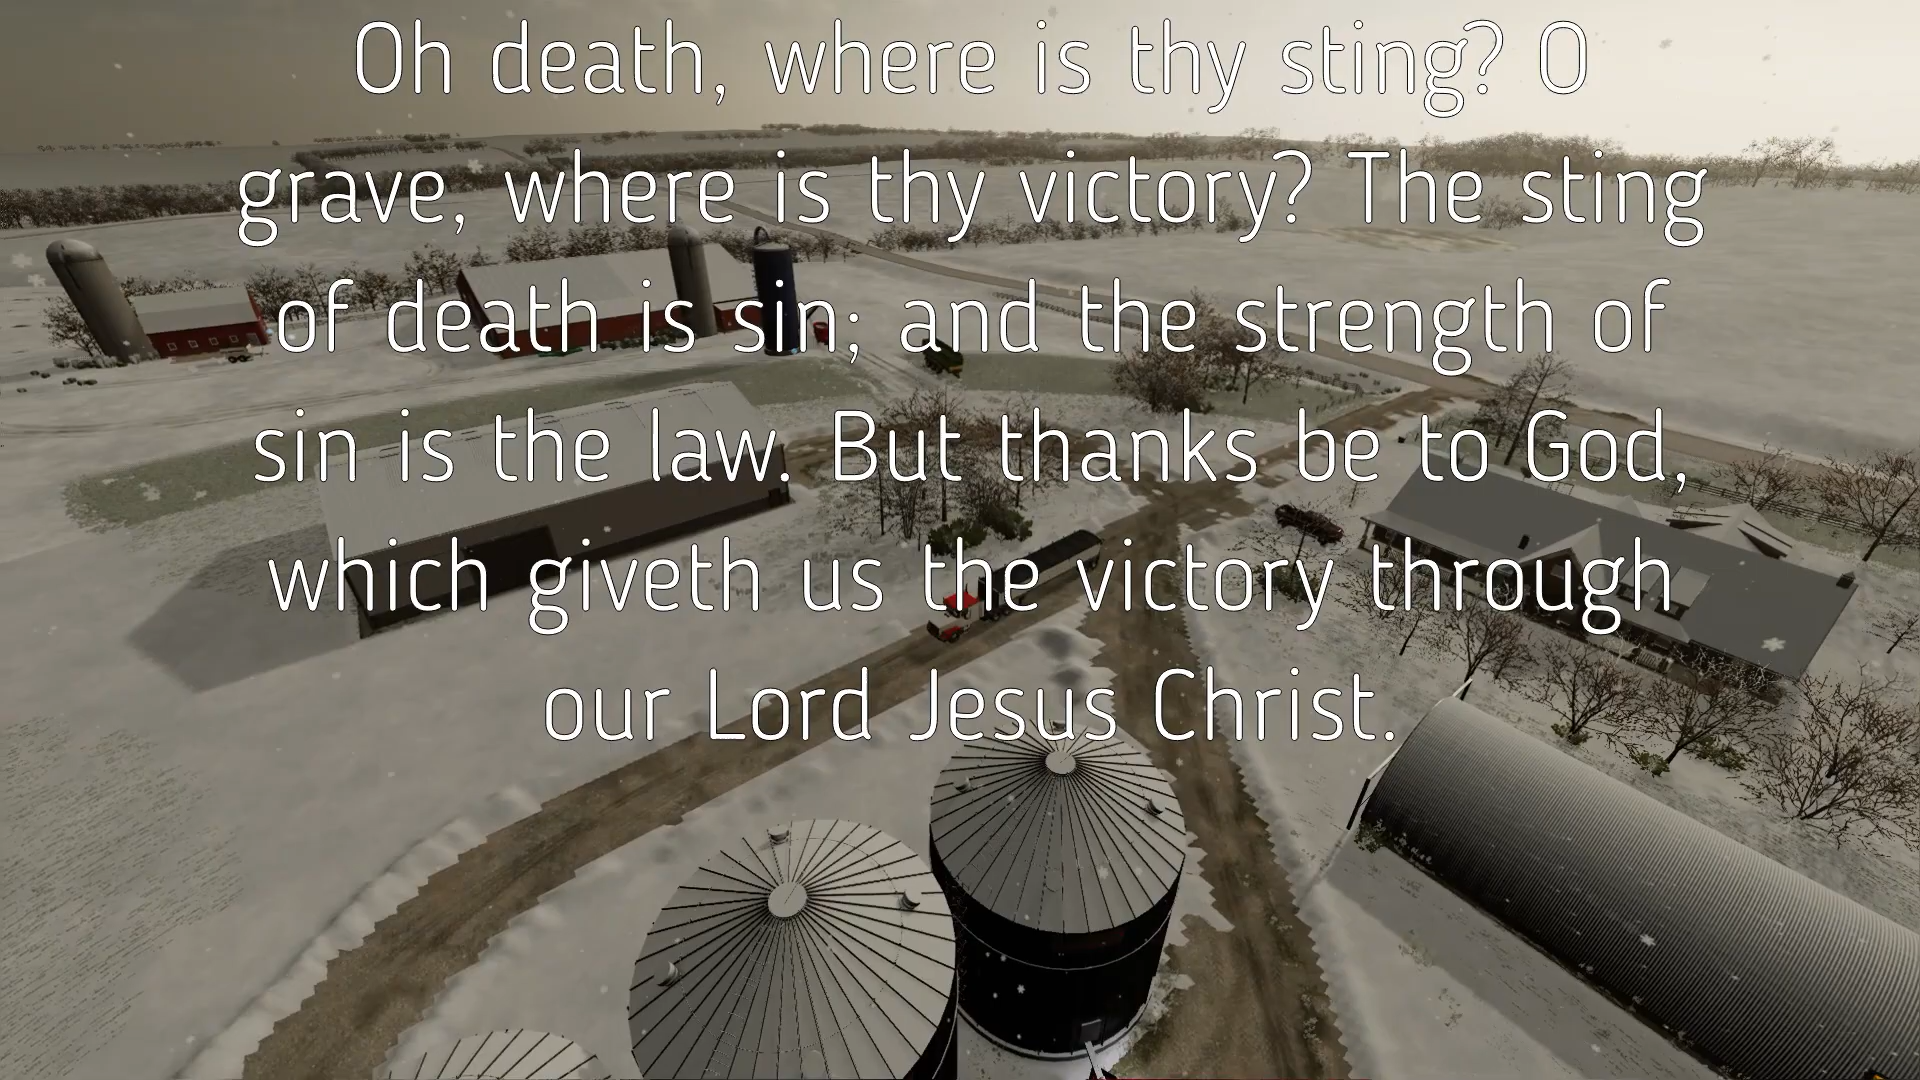 Oh death, where is thy sting? O
grave, where is thy victory? The sting
of death is sin; and the strength of
sin is the law. But thanks be to God,
which giveth us the victory through
our Lord Jesus Christ.